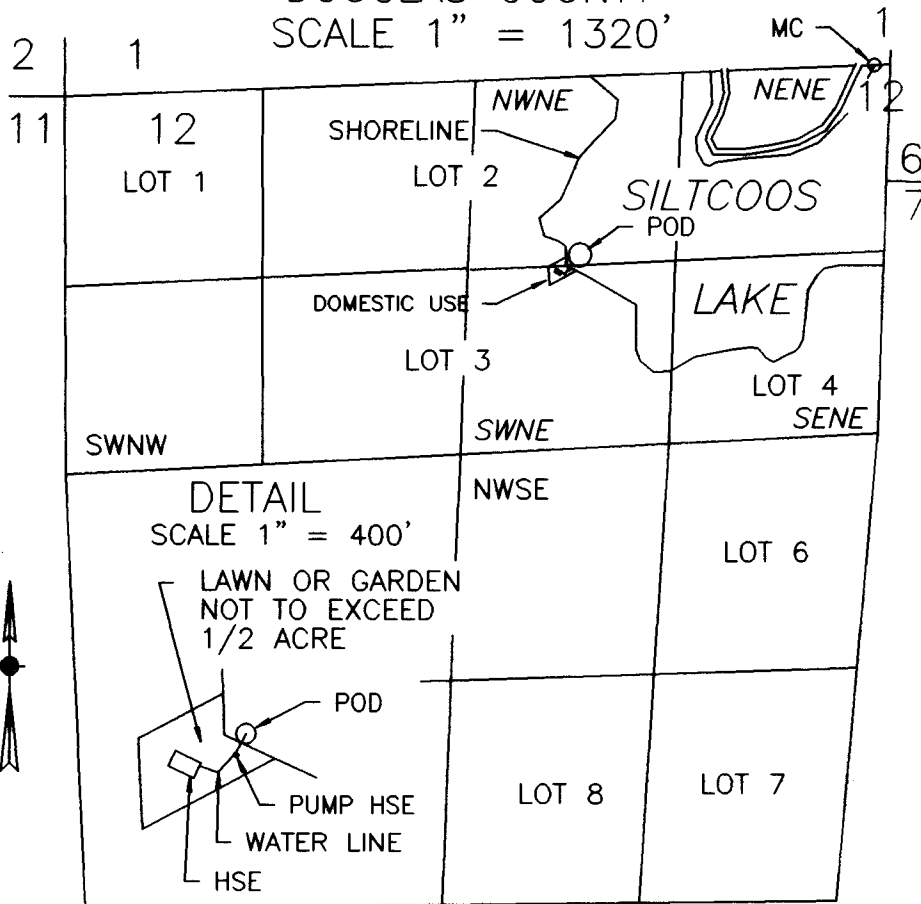 SCALE 1" = 1320'
2
1
1
MC
11
12
NWNE
NENE
12
SHORELINE
6
LOT 1
LOT 2
7
SILTCOOS
POD
DOMESTIC USE
LAKE
LOT 3
LOT 4
SENE
SWNW
SWNE
DETAIL
NWSE
SCALE 1" = 400'
LOT 6
LAWN OR GARDEN
NOT TO EXCEED
1/2 ACRE
POD
PUMP HSE
LOT 8
LOT 7
WATER LINE
HSE